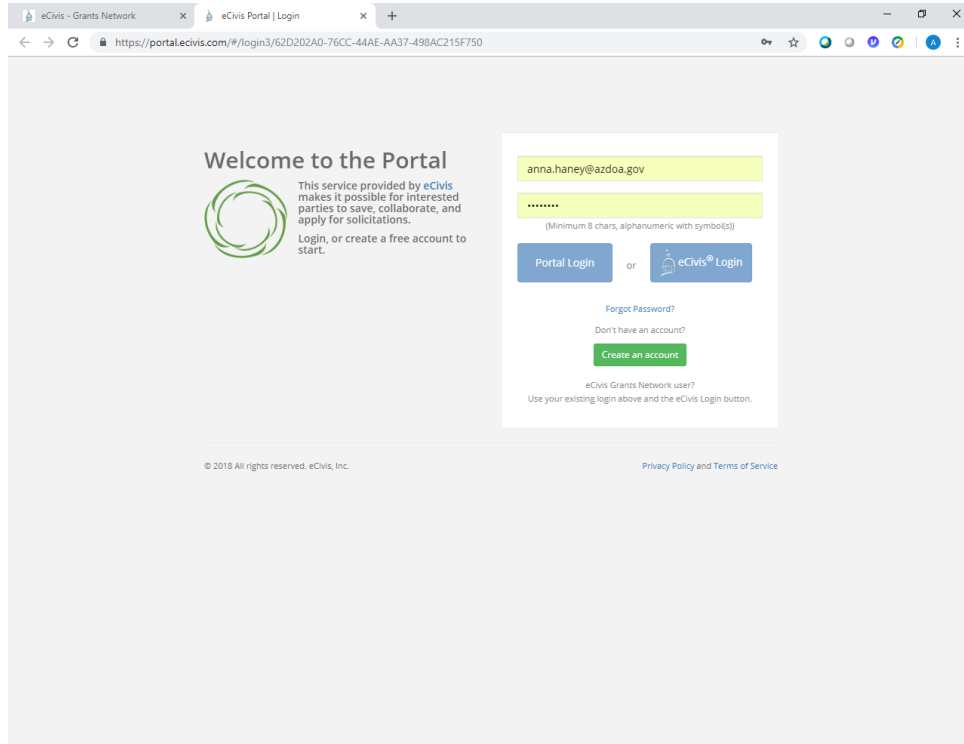 eCivis - Grants Network
eCivis Portal | Login
https://portal.ecivis.com/#/login3/62D202A0-76CC-44AE-AA37-498AC215F750
A
Welcome to the Portal
This service provided by eCivis
makes it possible for interested
parties to save, collaborate, and
apply for solicitations.
Login, or create a free account to
start.
anna.haney@azdoa.gov
••••••••
(Minimum 8 chars, alphanumeric with symbol(s))
Portal Login
or
eCivis® Login
Forgot Password?
Don't have an account?
Create an account
eCivis Grants Network user?
Use your existing login above and the eCivis Login button.
© 2018 All rights reserved. eCivis, Inc.
Privacy Policy and Terms of Service